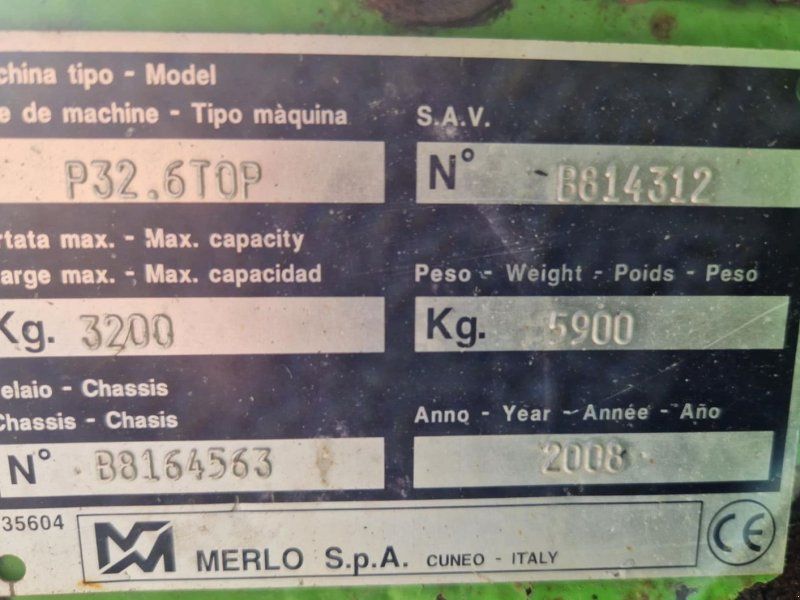 china tipo - Model
e de machine - Tipo màquina
S.A.V.
P32.6TOP
N° B814312
rtata max. - Max. capacity
arge max. - Max. capacidad
Peso - Weight - Poids - Peso
Kg. 3200
Kg. 5900
elaio - Chassis
Chassis - Chasis
Anno - Year - Année - Año
N° B8164563
2008
35604
MERLO S.p.A. CUNEO - ITALY
CE